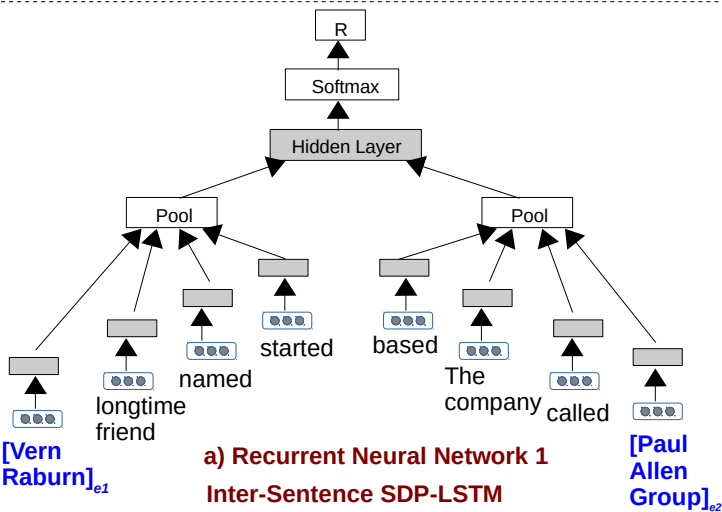 R
Softmax
Hidden Layer
Pool
Pool
started
based
named
The
company
longtime
friend
called
[Vern
Raburn]e1
[Paul
Allen
Group]e2
a) Recurrent Neural Network 1
Inter-Sentence SDP-LSTM